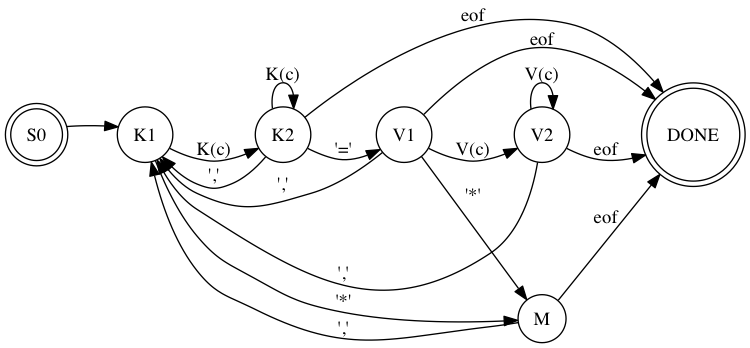 eof
eof
K(c)
V(c)
S0
K1
K(c)
K2
'='
V1
V(c)
V2
eof
DONE
','
','
'*'
eof
','
'*'
M
','